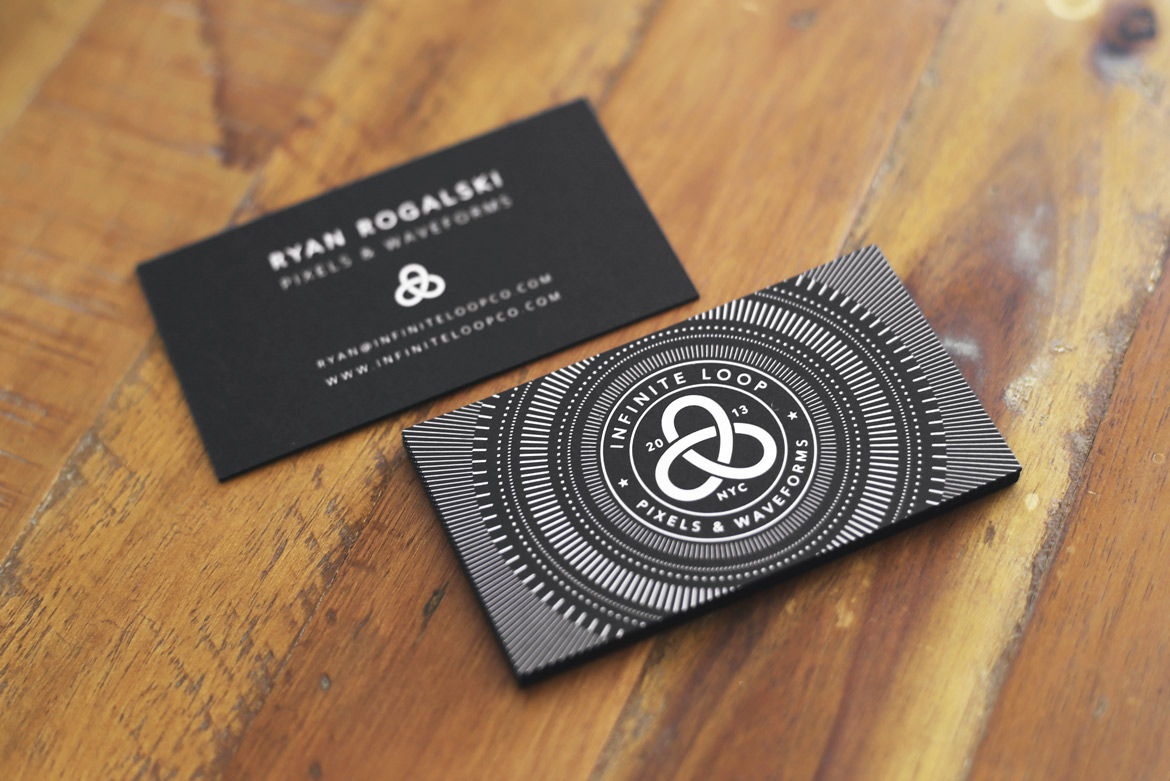 RYAN ROGALSKI
PIXELS & WAVEFORMS
RYAN@INFINITELOOPCO.COM
WWW.INFINITELOOPCO.COM
INFINITE LOOP
20 13
NYC
PIXELS & WAVEFORMS